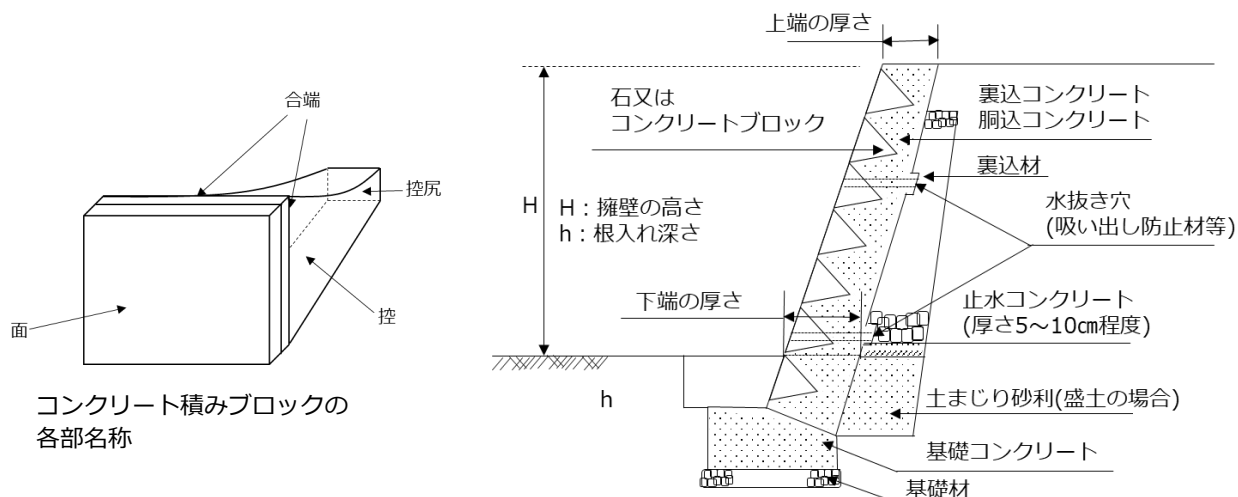 合端
控尻
控
面
コンクリート積みブロックの
各部名称
上端の厚さ
石又は
コンクリートブロック
裏込コンクリート
胴込コンクリート
裏込材
水抜き穴
(吸い出し防止材等)
H
H：擁壁の高さ
h：根入れ深さ
下端の厚さ
止水コンクリート
(厚さ5～10㎝程度)
h
土まじり砂利(盛土の場合)
基礎コンクリート
基礎材